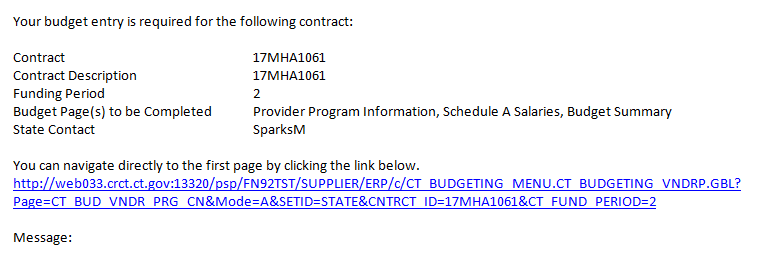 Your budget entry is required for the following contract:
Contract 17MHA1061
Contract Description 17MHA1061
Funding Period 2
Budget Page(s) to be Completed Provider Program Information, Schedule A Salaries, Budget Summary
State Contact SparksM
You can navigate directly to the first page by clicking the link below.
http://web033.crct.ct.gov:13320/psp/FN92TST/SUPPLIER/ERP/c/CT_BUDGETING_MENU.CT_BUDGETING_VNDRP.GBL?
Page=CT_BUD_VNDR_PRG_CN&Mode=A&SETID=STATE&CNTRCT_ID=17MHA1061&CT_FUND_PERIOD=2
Message: